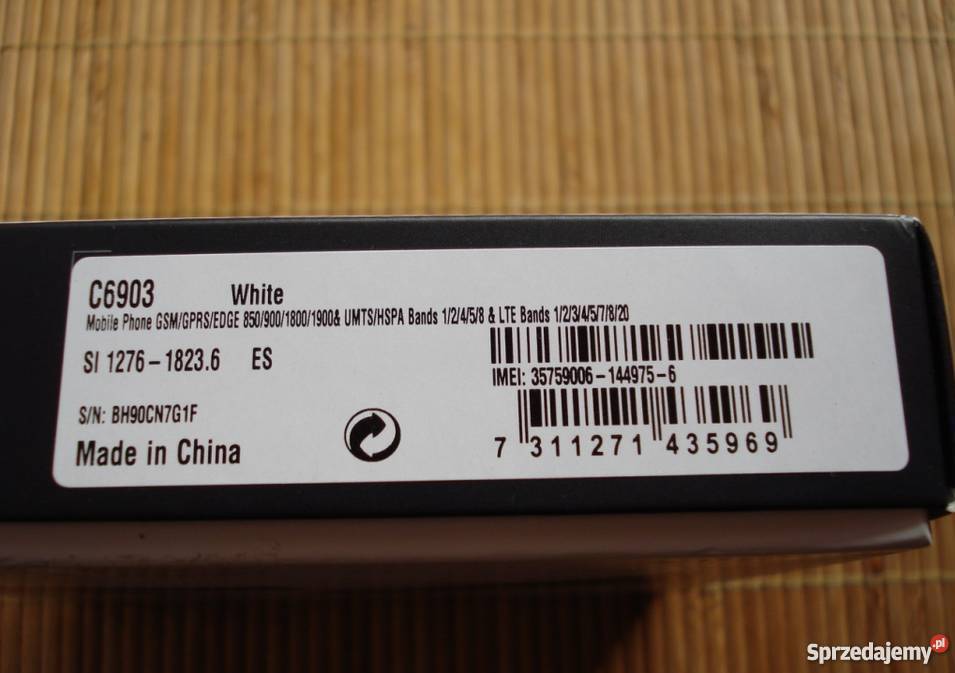 C6903 White
Mobile Phone GSM/GPRS/EDGE 850/900/1800/1900& UMTS/HSPA Bands 1/2/4/5/8 & LTE Bands 1/2/3/4/5/7/8/20
SI 1276-1823.6 ES
IMEI: 35759006-144975-6
S/N: BH90CN7G1F
Made in China
7 311271 435969
Sprzedajemy.pl